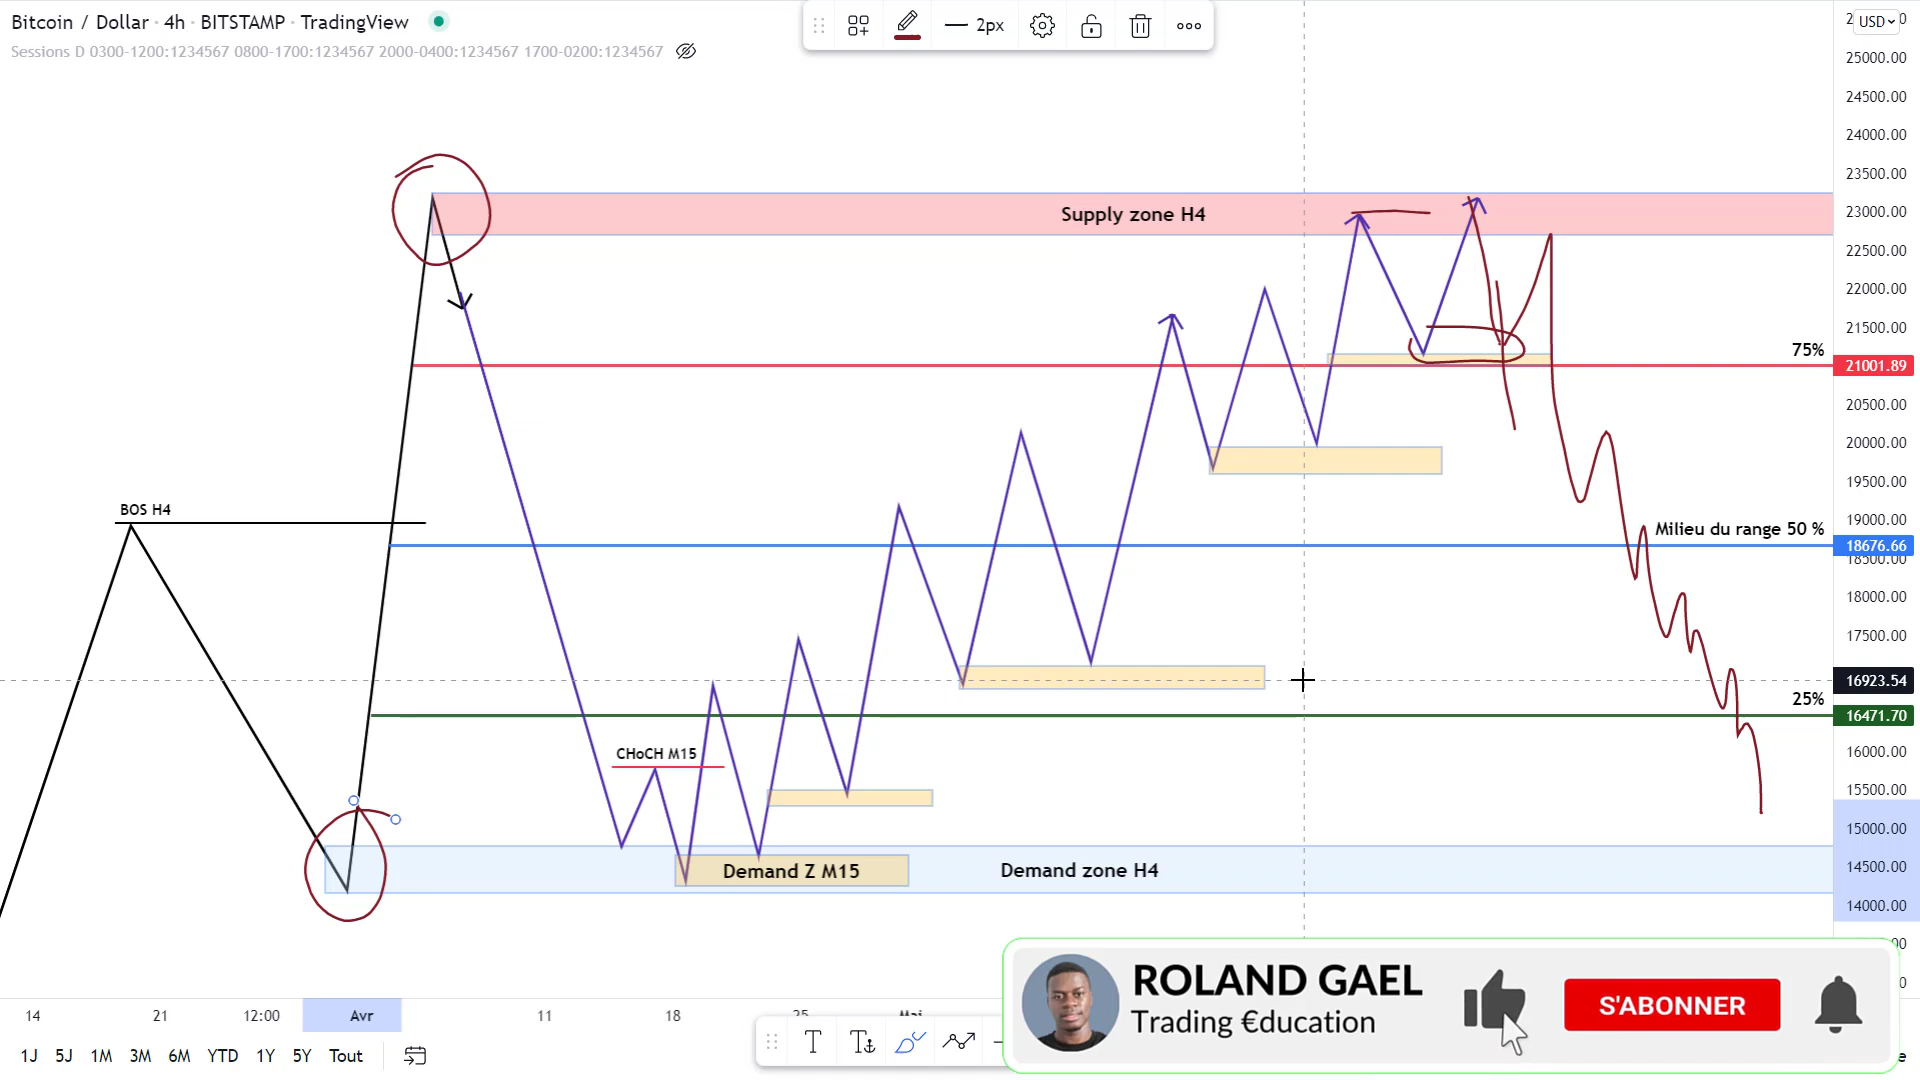 Bitcoin / Dollar · 4h · BITSTAMP · TradingView
Sessions D 0300-1200:1234567 0800-1700:1234567 2000-0400:1234567 1700-0200:1234567
2px
USD
25000.00
24500.00
24000.00
23500.00
Supply zone H4
23000.00
22500.00
22000.00
21500.00
75%
21001.89
20500.00
20000.00
19500.00
BOS H4
19000.00
Milieu du range 50 %
18676.66
18500.00
18000.00
17500.00
16923.54
25%
16471.70
CHoCH M15
16000.00
15500.00
15000.00
Demand Z M15
Demand zone H4
14500.00
14000.00
ROLAND GAEL
Trading €ducation
S'ABONNER
14 21 12:00 Avr 11 18 25 Mai
1J 5J 1M 3M 6M YTD 1Y 5Y Tout